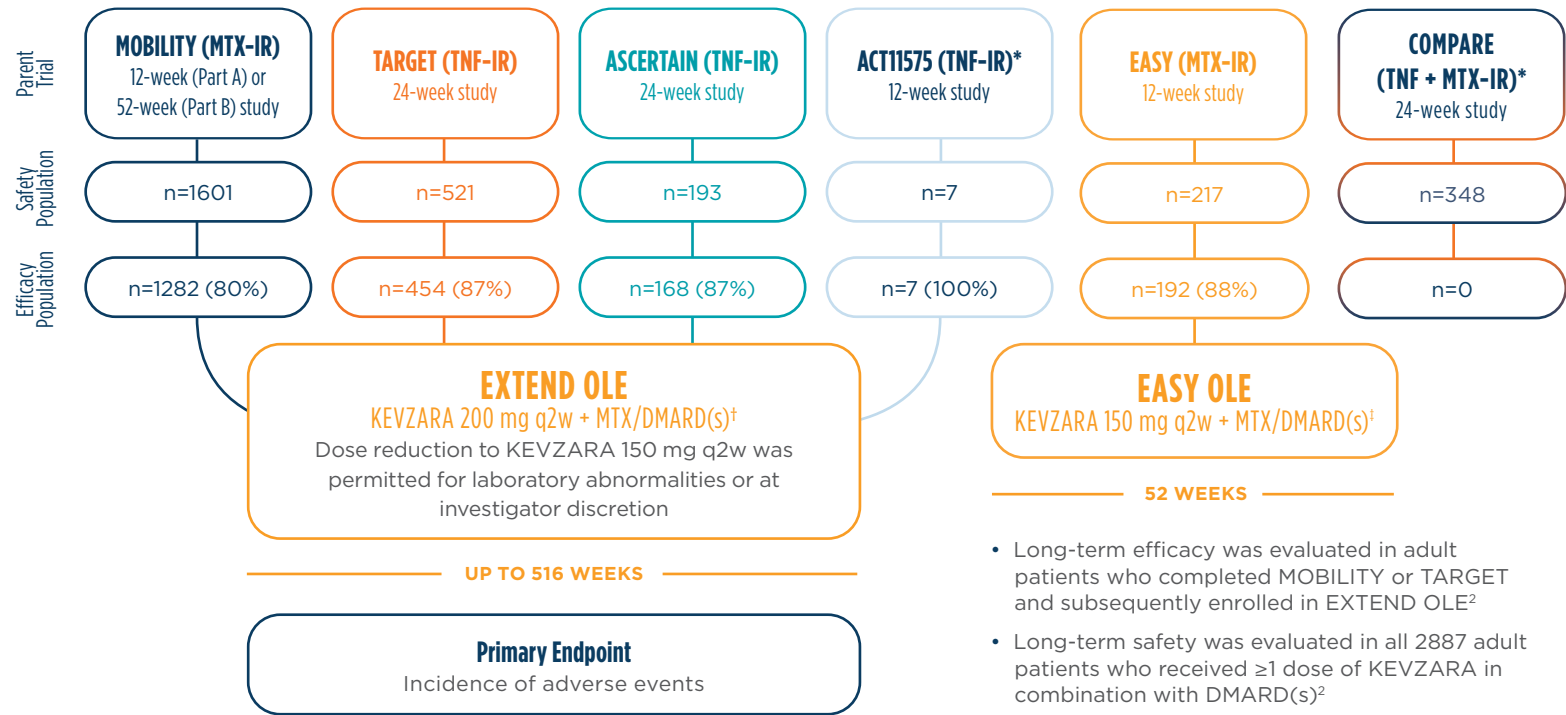 Parent
Trial
MOBILITY (MTX-IR)
12-week (Part A) or
52-week (Part B) study
TARGET (TNF-IR)
24-week study
ASCERTAIN (TNF-IR)
24-week study
ACT11575 (TNF-IR)*
12-week study
EASY (MTX-IR)
12-week study
COMPARE
(TNF + MTX-IR)*
24-week study
Safety
Population
n=1601
n=521
n=193
n=7
n=217
n=348
Efficacy
Population
n=1282 (80%)
n=454 (87%)
n=168 (87%)
n=7 (100%)
n=192 (88%)
n=0
EXTEND OLE
KEVZARA 200 mg q2w + MTX/DMARD(s)†
Dose reduction to KEVZARA 150 mg q2w was
permitted for laboratory abnormalities or at
investigator discretion
UP TO 516 WEEKS
Primary Endpoint
Incidence of adverse events
EASY OLE
KEVZARA 150 mg q2w + MTX/DMARD(s)‡
52 WEEKS
• Long-term efficacy was evaluated in adult
patients who completed MOBILITY or TARGET
and subsequently enrolled in EXTEND OLE²
• Long-term safety was evaluated in all 2887 adult
patients who received ≥1 dose of KEVZARA in
combination with DMARD(s)²